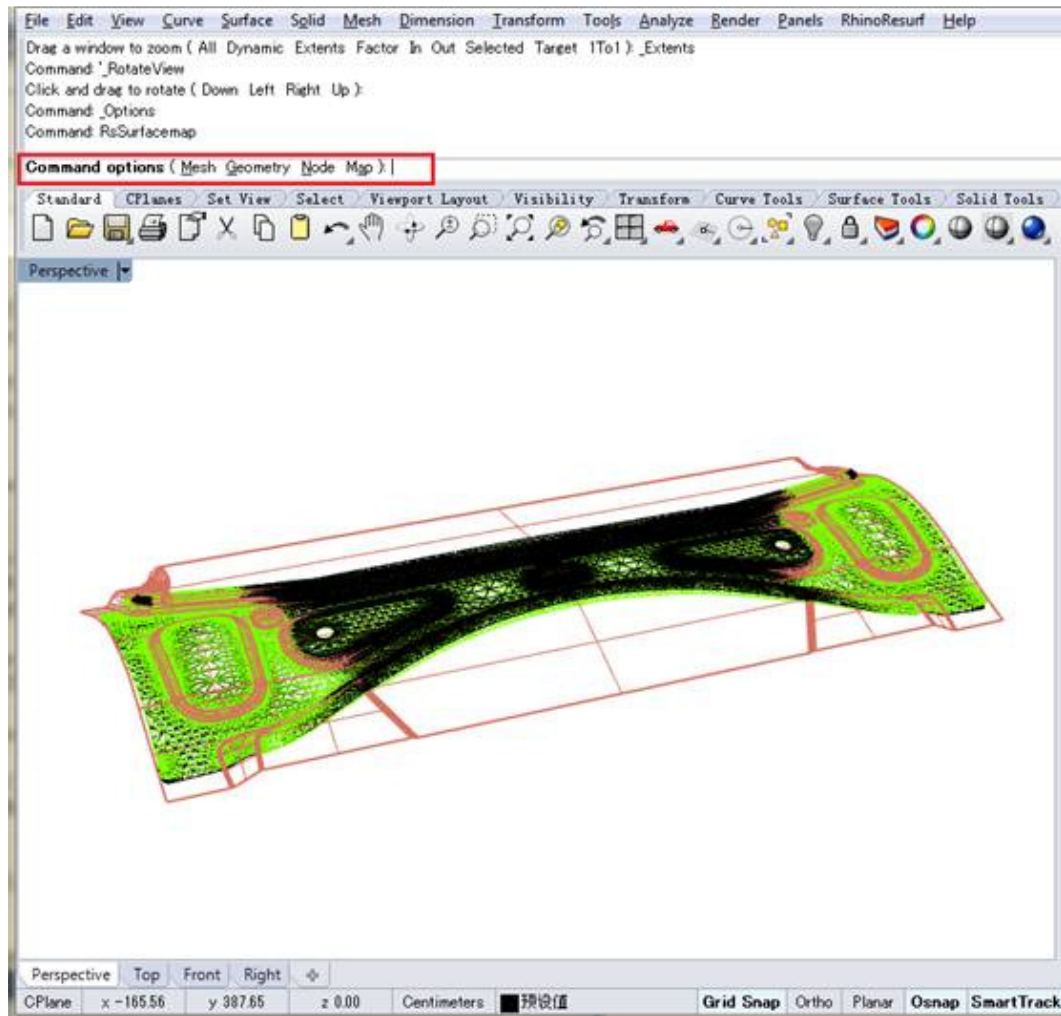 File Edit View Curve Surface Solid Mesh Dimension Transform Tools Analyze Render Panels RhinoResurf Help
Drag a window to zoom ( All Dynamic Extents Factor In Out Selected Target 1To1 ): _Extents
Command: '_RotateView
Click and drag to rotate ( Down Left Right Up ):
Command: _Options
Command: RsSurfacemap
Command options ( Mesh Geometry Node Map ):
Standard CPlanes Set View Select Viewport Layout Visibility Transform Curve Tools Surface Tools Solid Tools
Perspective
Perspective Top Front Right
CPlane x -165.56 y 387.65 z 0.00 Centimeters 预设值 Grid Snap Ortho Planar Osnap SmartTrack